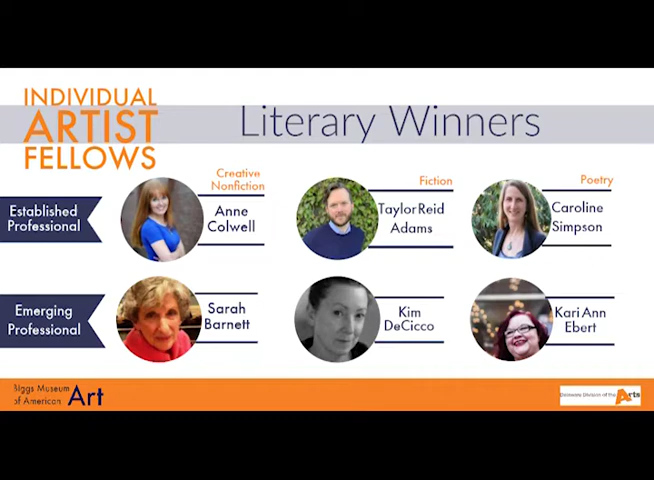 INDIVIDUAL
ARTIST
FELLOWS
Literary Winners
Creative
Nonfiction
Fiction
Poetry
Established
Professional
Anne
Colwell
Taylor Reid
Adams
Caroline
Simpson
Emerging
Professional
Sarah
Barnett
Kim
DeCicco
Kari Ann
Ebert
Biggs Museum
of American Art
Delaware Division of the Arts